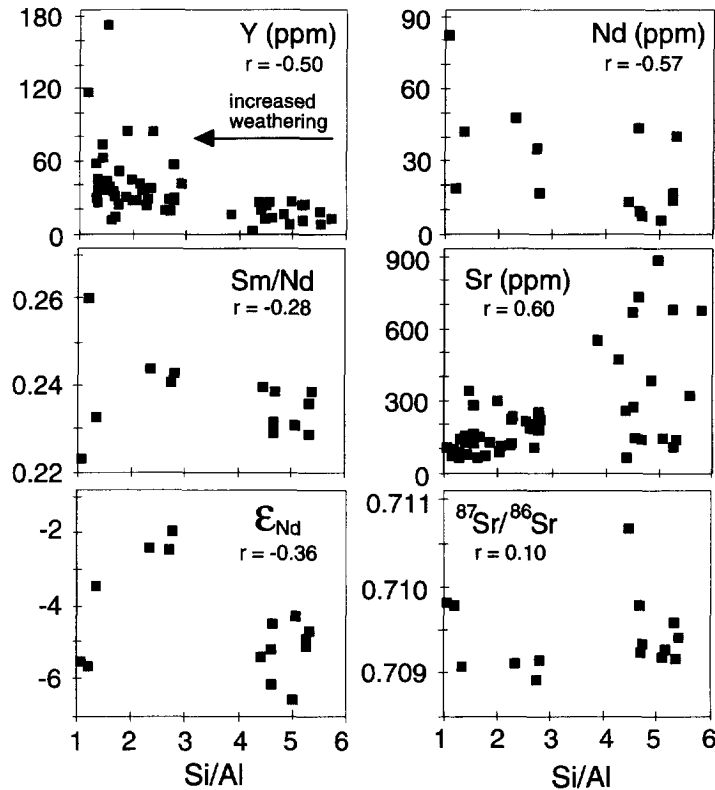 180
120
60
0
Y (ppm)
r = -0.50
increased
weathering
90
60
30
0
Nd (ppm)
r = -0.57
0.26
0.24
0.22
Sm/Nd
r = -0.28
900
600
300
0
Sr (ppm)
r = 0.60
-2
-4
-6
εNd
r = -0.36
1 2 3 4 5 6
Si/Al
0.711
0.710
0.709
87Sr/86Sr
r = 0.10
1 2 3 4 5 6
Si/Al